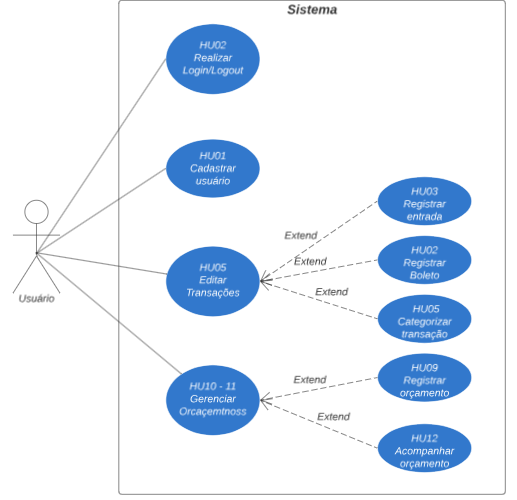 Sistema
HU02
Realizar
Login/Logout
HU01
Cadastrar
usuário
HU03
Registrar
entrada
Usuário
Extend
HU05
Editar
Transações
Extend
HU02
Registrar
Boleto
Extend
HU05
Categorizar
transação
HU10 - 11
Gerenciar
Orcaçemtnoss
Extend
HU09
Registrar
orçamento
Extend
HU12
Acompanhar
orçamento